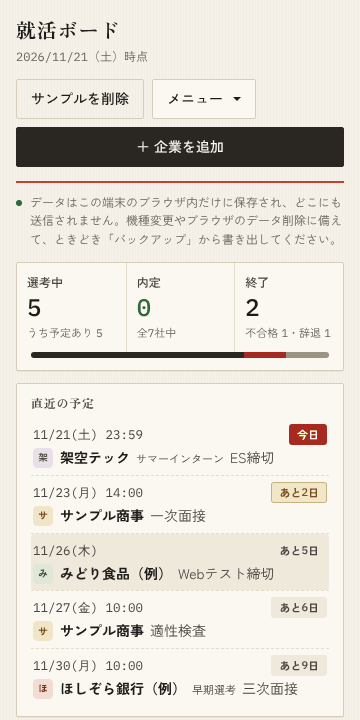 就活ボード
2026/11/21（土）時点
サンプルを削除
メニュー
＋ 企業を追加
データはこの端末のブラウザ内だけに保存され、どこにも
送信されません。機種変更やブラウザのデータ削除に備え
て、ときどき「バックアップ」から書き出してください。
選考中 内定 終了
5 0 2
うち予定あり 5 全7社中 不合格 1・辞退 1
直近の予定
11/21(土) 23:59 今日
架 架空テック サマーインターン ES締切
11/23(月) 14:00 あと2日
サ サンプル商事 一次面接
11/26(木) あと5日
み みどり食品（例） Webテスト締切
11/27(金) 10:00 あと6日
サ サンプル商事 適性検査
11/30(月) 10:00 あと9日
ほ ほしぞら銀行（例） 早期選考 三次面接